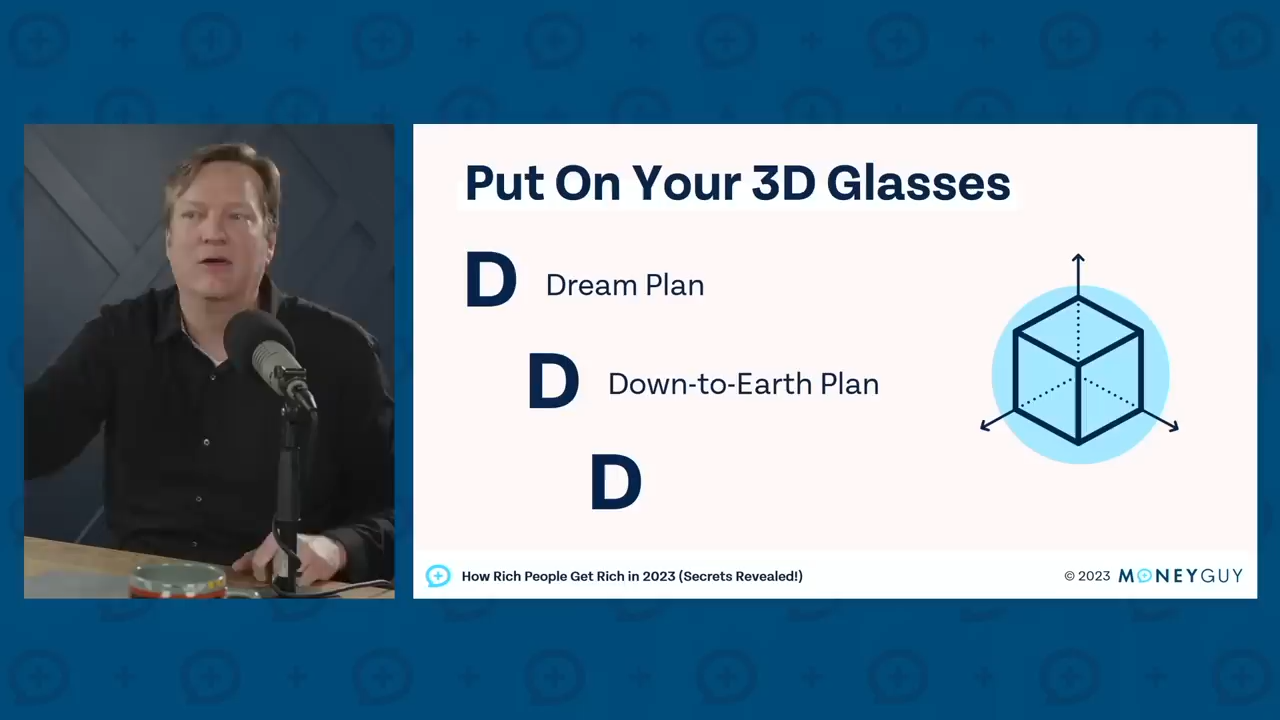 Put On Your 3D Glasses
D Dream Plan
D Down-to-Earth Plan
D
How Rich People Get Rich in 2023 (Secrets Revealed!)
© 2023 MONEYGUY